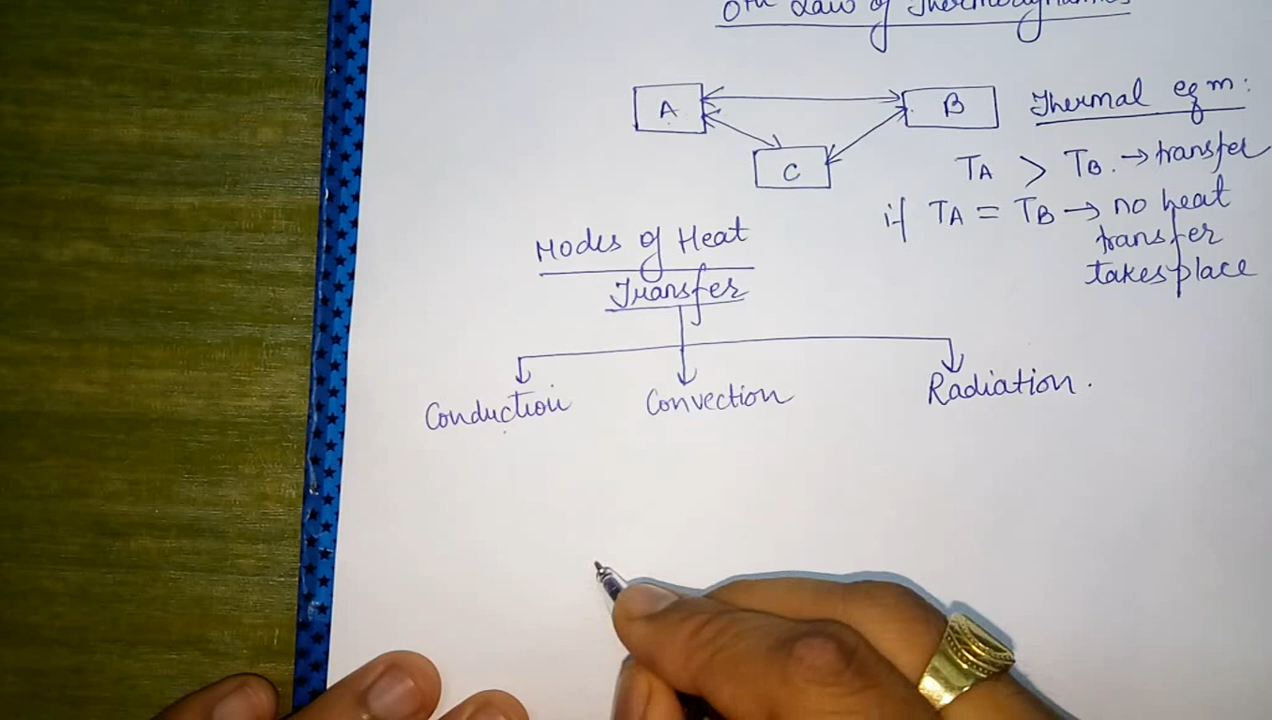 0th Law of Thermodynamics
A
B
C
Thermal eqm:
TA > TB. → transfer
if TA = TB → no heat
transfer
takes place
Modes of Heat
Transfer
Conduction
Convection
Radiation.